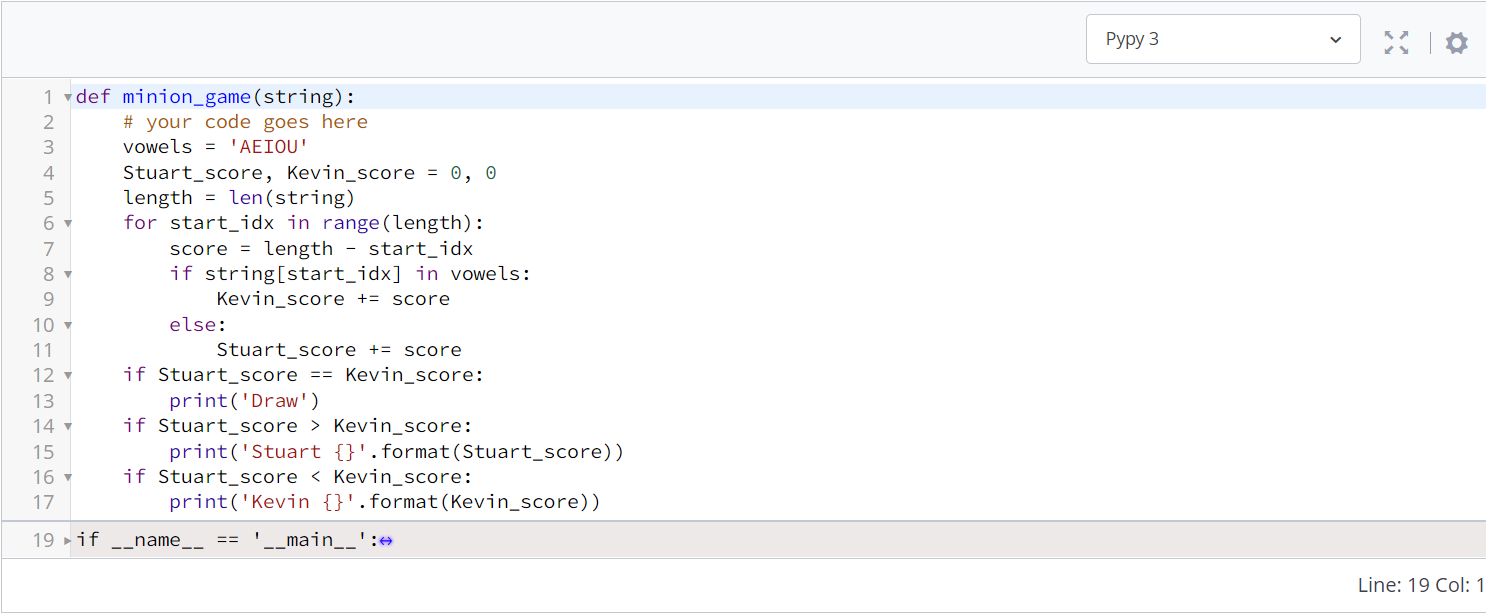 Pypy 3
1 def minion_game(string):
2     # your code goes here
3     vowels = 'AEIOU'
4     Stuart_score, Kevin_score = 0, 0
5     length = len(string)
6     for start_idx in range(length):
7         score = length - start_idx
8         if string[start_idx] in vowels:
9             Kevin_score += score
10         else:
11             Stuart_score += score
12     if Stuart_score == Kevin_score:
13         print('Draw')
14     if Stuart_score > Kevin_score:
15         print('Stuart {}'.format(Stuart_score))
16     if Stuart_score < Kevin_score:
17         print('Kevin {}'.format(Kevin_score))
19 if __name__ == '__main__':
Line: 19 Col: 1